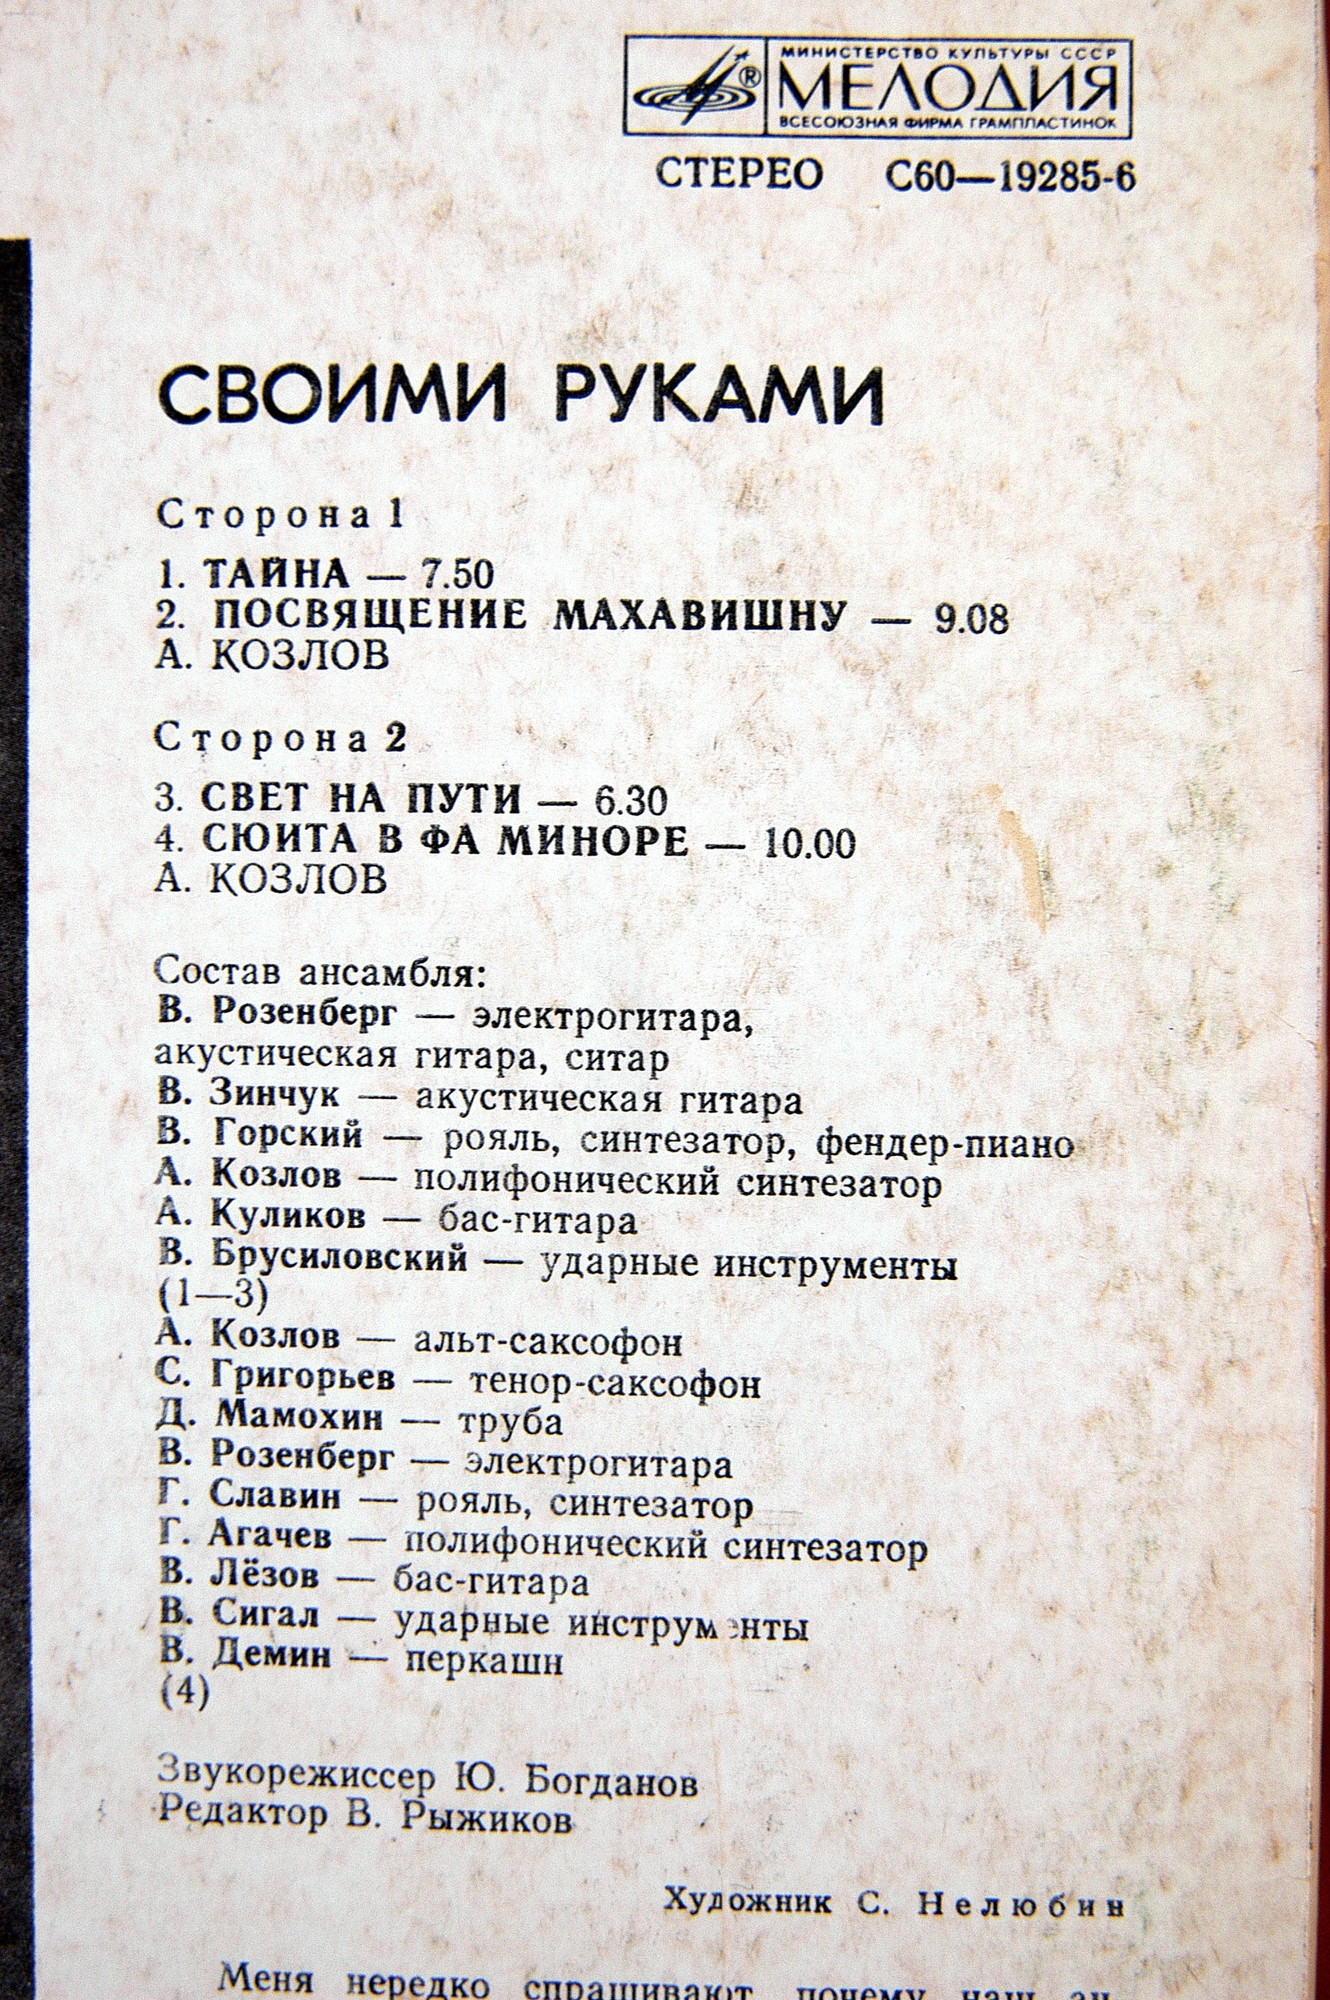 МИНИСТЕРСТВО КУЛЬТУРЫ СССР
МЕЛОДИЯ
ВСЕСОЮЗНАЯ ФИРМА ГРАМПЛАСТИНОК
СТЕРЕО С60—19285-6
СВОИМИ РУКАМИ
Сторона 1
1. ТАЙНА — 7.50
2. ПОСВЯЩЕНИЕ МАХАВИШНУ — 9.08
А. КОЗЛОВ
Сторона 2
3. СВЕТ НА ПУТИ — 6.30
4. СЮИТА В ФА МИНОРЕ — 10.00
А. КОЗЛОВ
Состав ансамбля:
В. Розенберг — электрогитара,
акустическая гитара, ситар
В. Зинчук — акустическая гитара
В. Горский — рояль, синтезатор, фендер-пиано
А. Козлов — полифонический синтезатор
А. Куликов — бас-гитара
В. Брусиловский — ударные инструменты
(1—3)
А. Козлов — альт-саксофон
С. Григорьев — тенор-саксофон
Д. Мамохин — труба
В. Розенберг — электрогитара
Г. Славин — рояль, синтезатор
Г. Агачев — полифонический синтезатор
В. Лёзов — бас-гитара
В. Сигал — ударные инструменты
В. Демин — перкашн
(4)
Звукорежиссер Ю. Богданов
Редактор В. Рыжиков
Художник С. Нелюбин
Меня нередко спрашивают, почему наш ан-